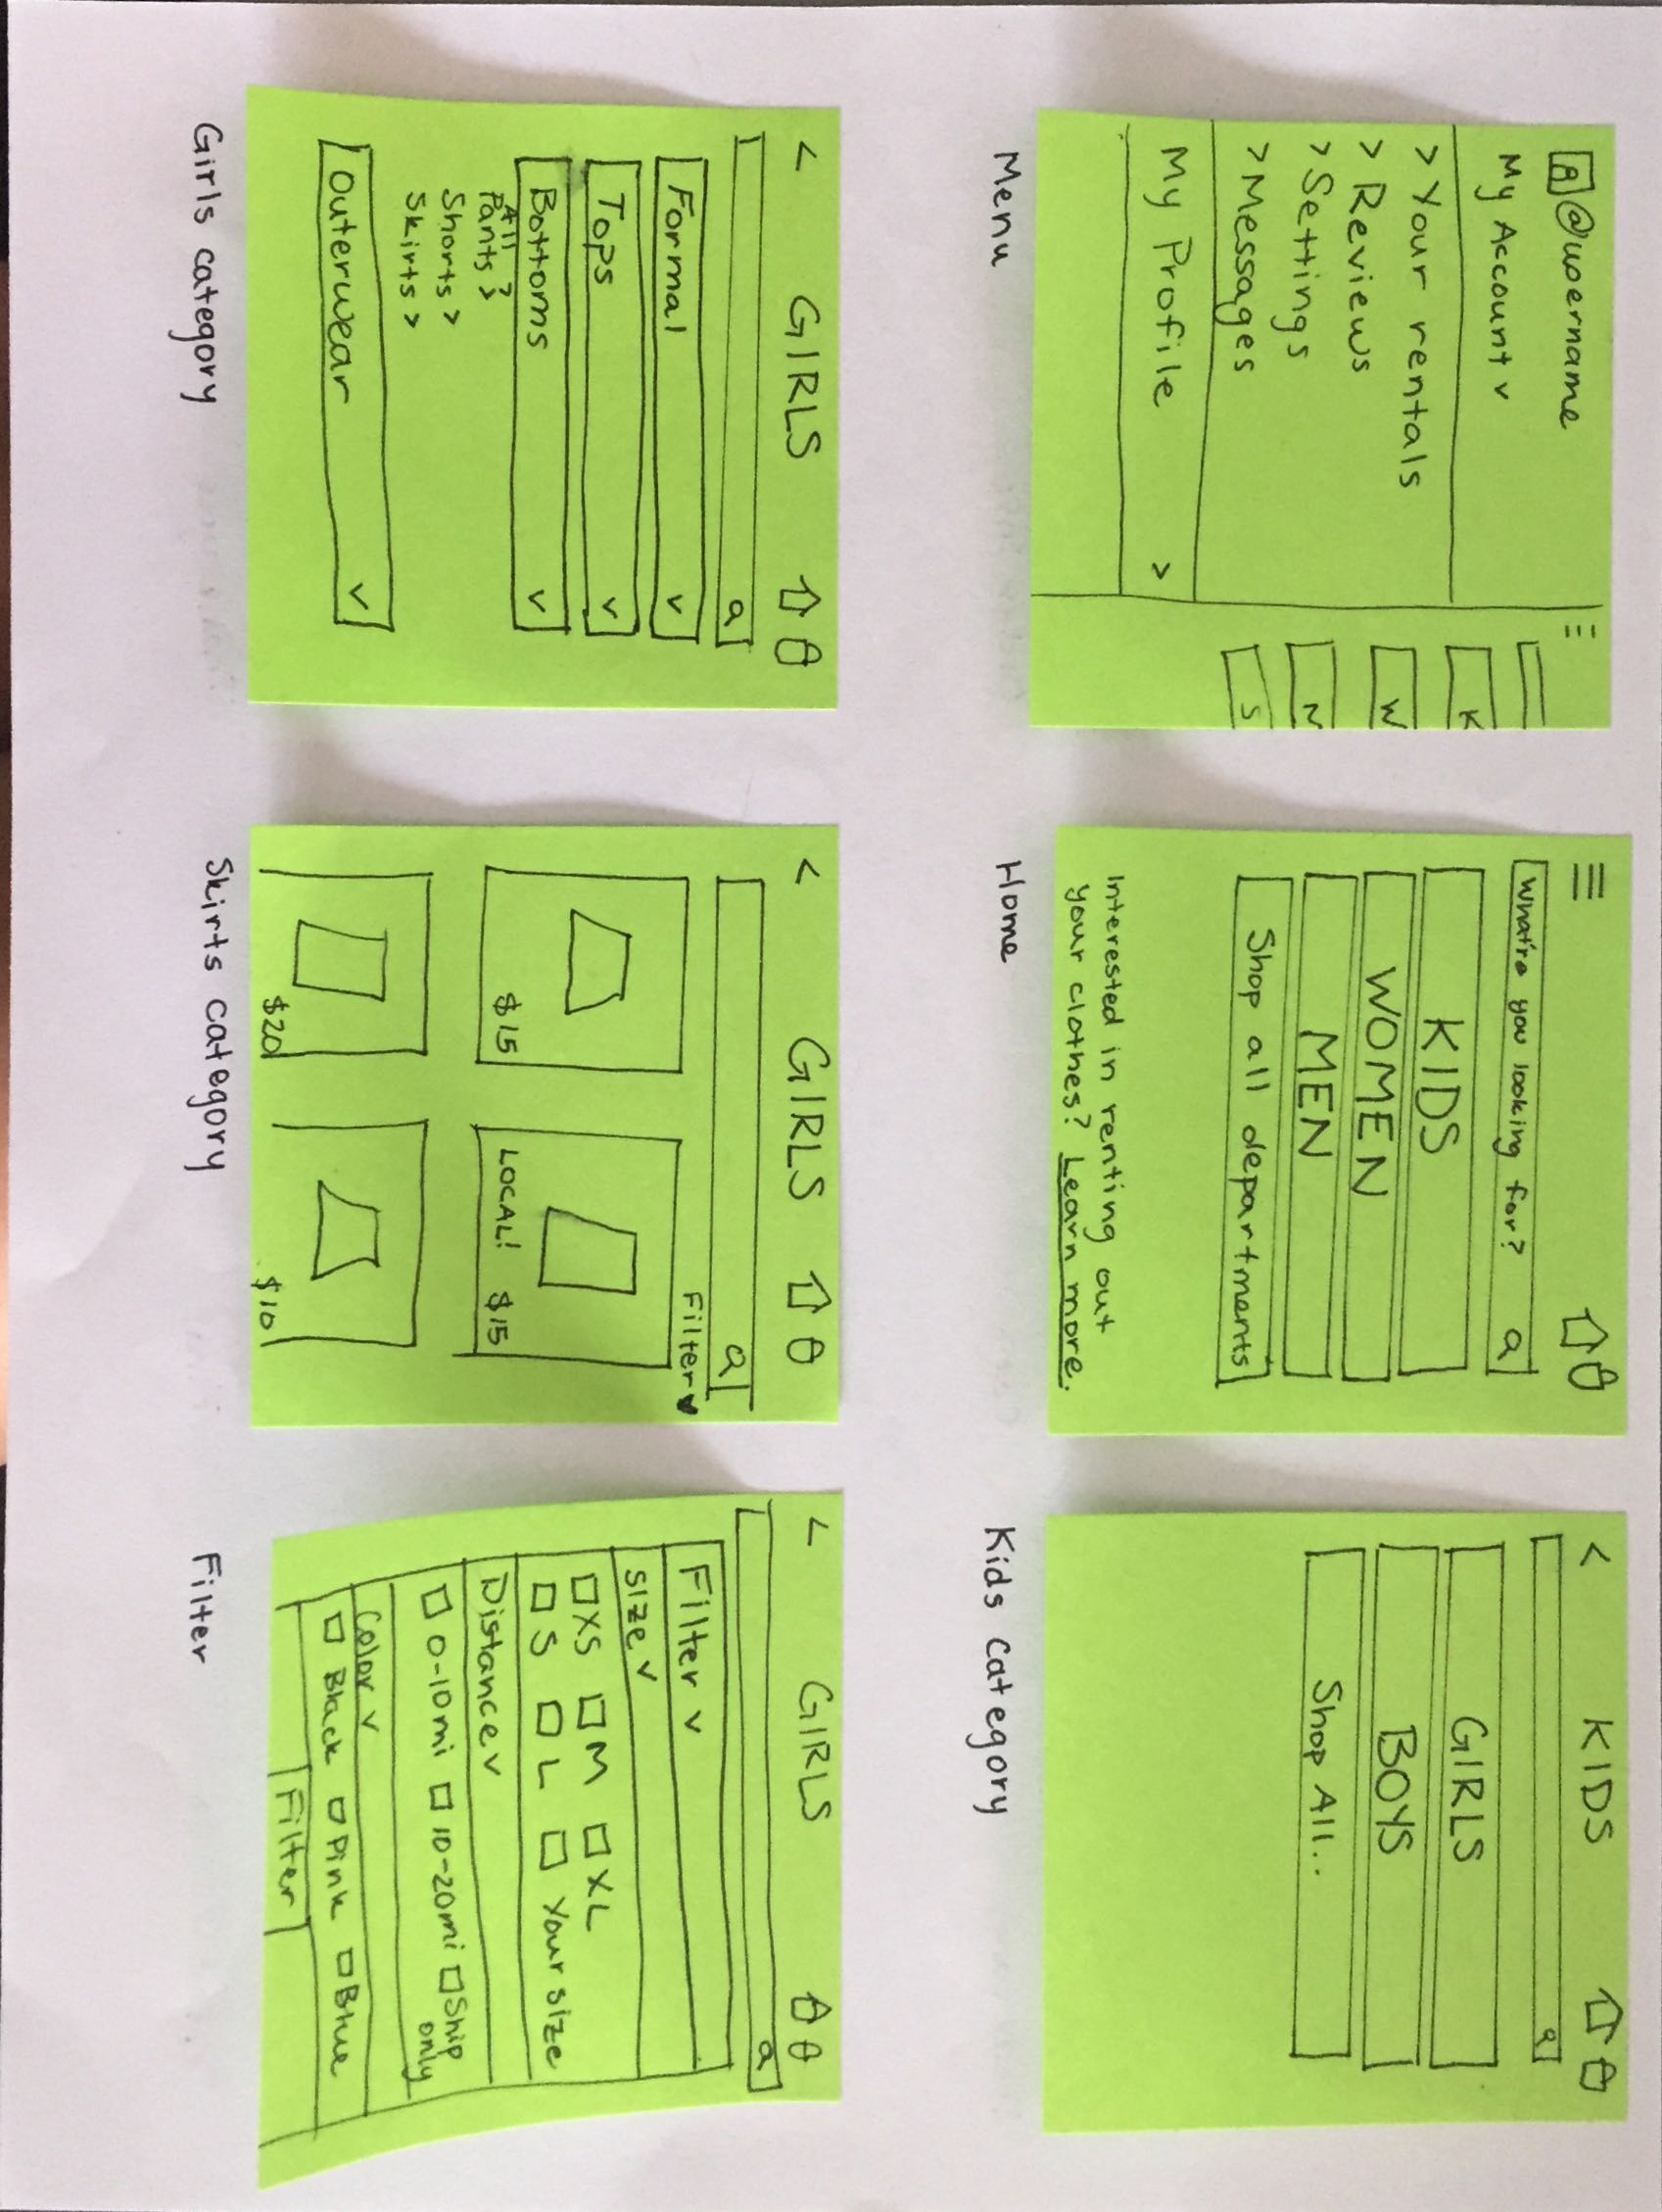 @username
My Account v
> Your rentals
> Reviews
> Settings
> Messages
My Profile >
K
W
M
S
Menu
What're you looking for?
KIDS
WOMEN
MEN
Shop all departments
Interested in renting out
your clothes? Learn more.
Home
< KIDS
GIRLS
BOYS
Shop All...
Kids category
< GIRLS
Formal v
Tops v
Bottoms v
All >
Pants >
Shorts >
Skirts >
Outerwear v
Girls category
< GIRLS
Filter v
$15
LOCAL! $15
$20
$10
Skirts category
< GIRLS
Filter v
Size v
XS M XL
S L Your size
Distance v
0-10mi 10-20mi Ship
only
Color v
Black Pink Blue
Filter
Filter